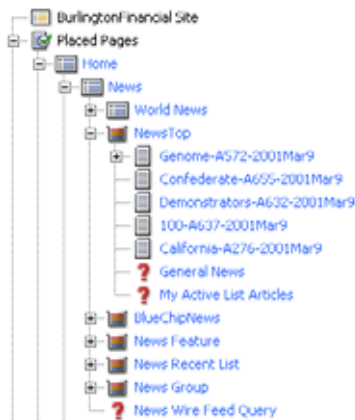 BurlingtonFinancial Site
Placed Pages
Home
News
World News
NewsTop
Genome-A572-2001Mar9
Confederate-A655-2001Mar9
Demonstrators-A632-2001Mar9
100-A637-2001Mar9
California-A276-2001Mar9
General News
My Active List Articles
BlueChipNews
News Feature
News Recent List
News Group
News Wire Feed Query